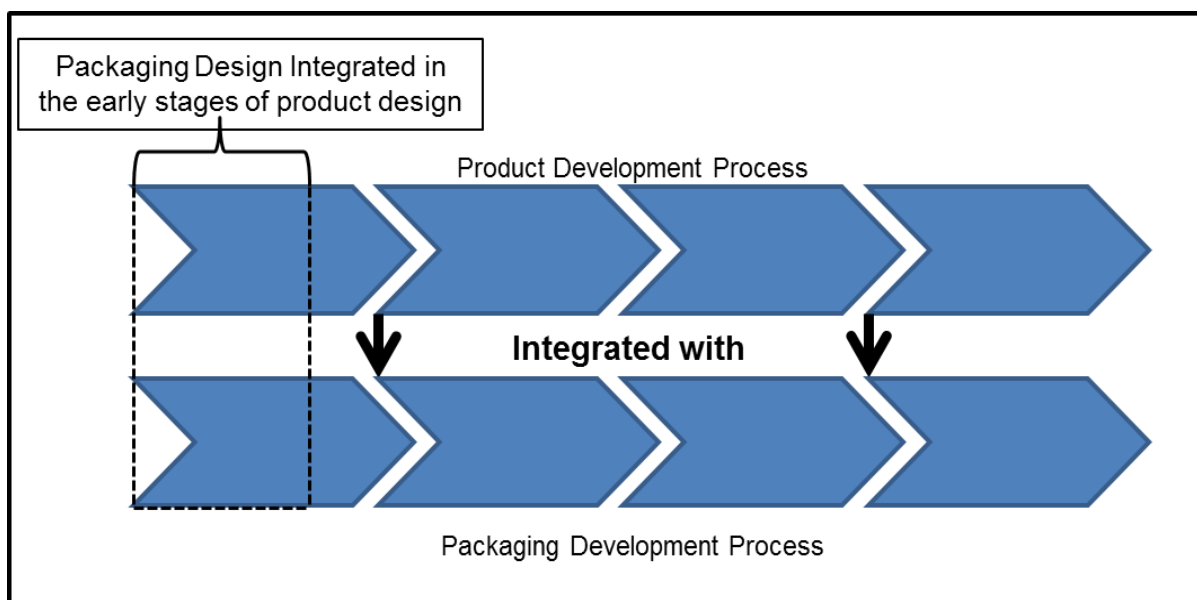 Packaging Design Integrated in
the early stages of product design
Product Development Process
Integrated with
Packaging Development Process